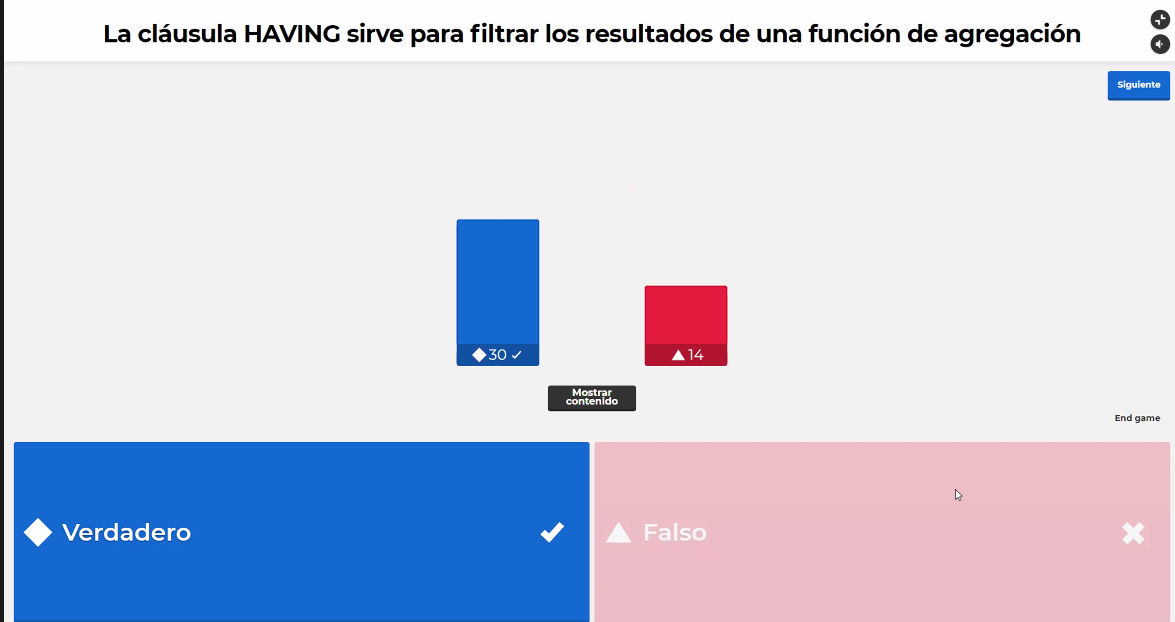 La cláusula HAVING sirve para filtrar los resultados de una función de agregación
Siguiente
30
14
Mostrar
contenido
End game
Verdadero
Falso